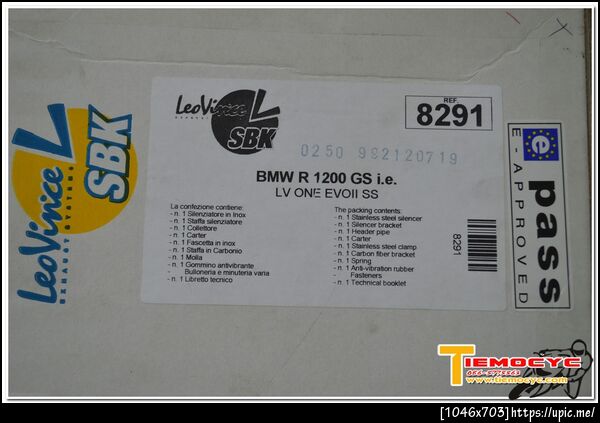 LeoVince
EXHAUST SYSTEMS
SBK
LeoVince
SBK
REF.
8291
0250 992120719
BMW R 1200 GS i.e.
LV ONE EVOII SS
La confezione contiene:
- n. 1 Silenziatore in Inox
- n. 1 Staffa silenziatore
- n. 1 Collettore
- n. 1 Carter
- n. 1 Fascetta in inox
- n. 1 Staffa in Carbonio
- n. 1 Molla
- n. 1 Gommino antivibrante
- Bulloneria e minuteria varia
- n. 1 Libretto tecnico
The packing contents:
- n. 1 Stainless steel silencer
- n. 1 Silencer bracket
- n. 1 Header pipe
- n. 1 Carter
- n. 1 Stainless steel clamp
- n. 1 Carbon fiber bracket
- n. 1 Spring
- n. 1 Anti-vibration rubber
Fasteners
- n. 1 Technical booklet
8291
e
pass
E-APPROVED
TIEMOCYC
www.tiemocyc.com
[1046x703]https://upic.me/